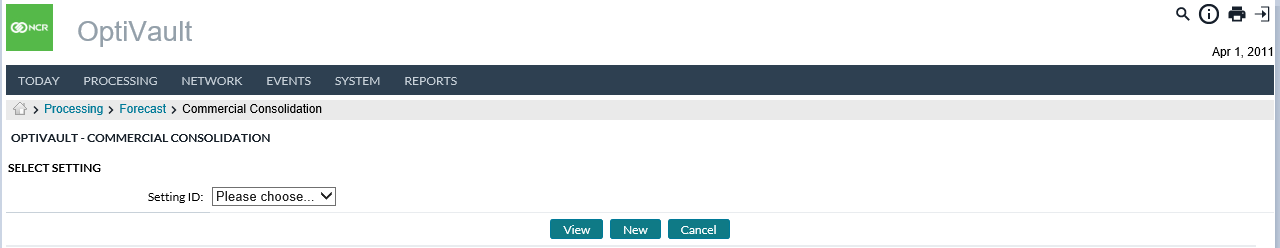 NCR
OptiVault
Apr 1, 2011
TODAY PROCESSING NETWORK EVENTS SYSTEM REPORTS
Processing Forecast Commercial Consolidation
OPTIVAULT - COMMERCIAL CONSOLIDATION
SELECT SETTING
Setting ID: Please choose...
View New Cancel